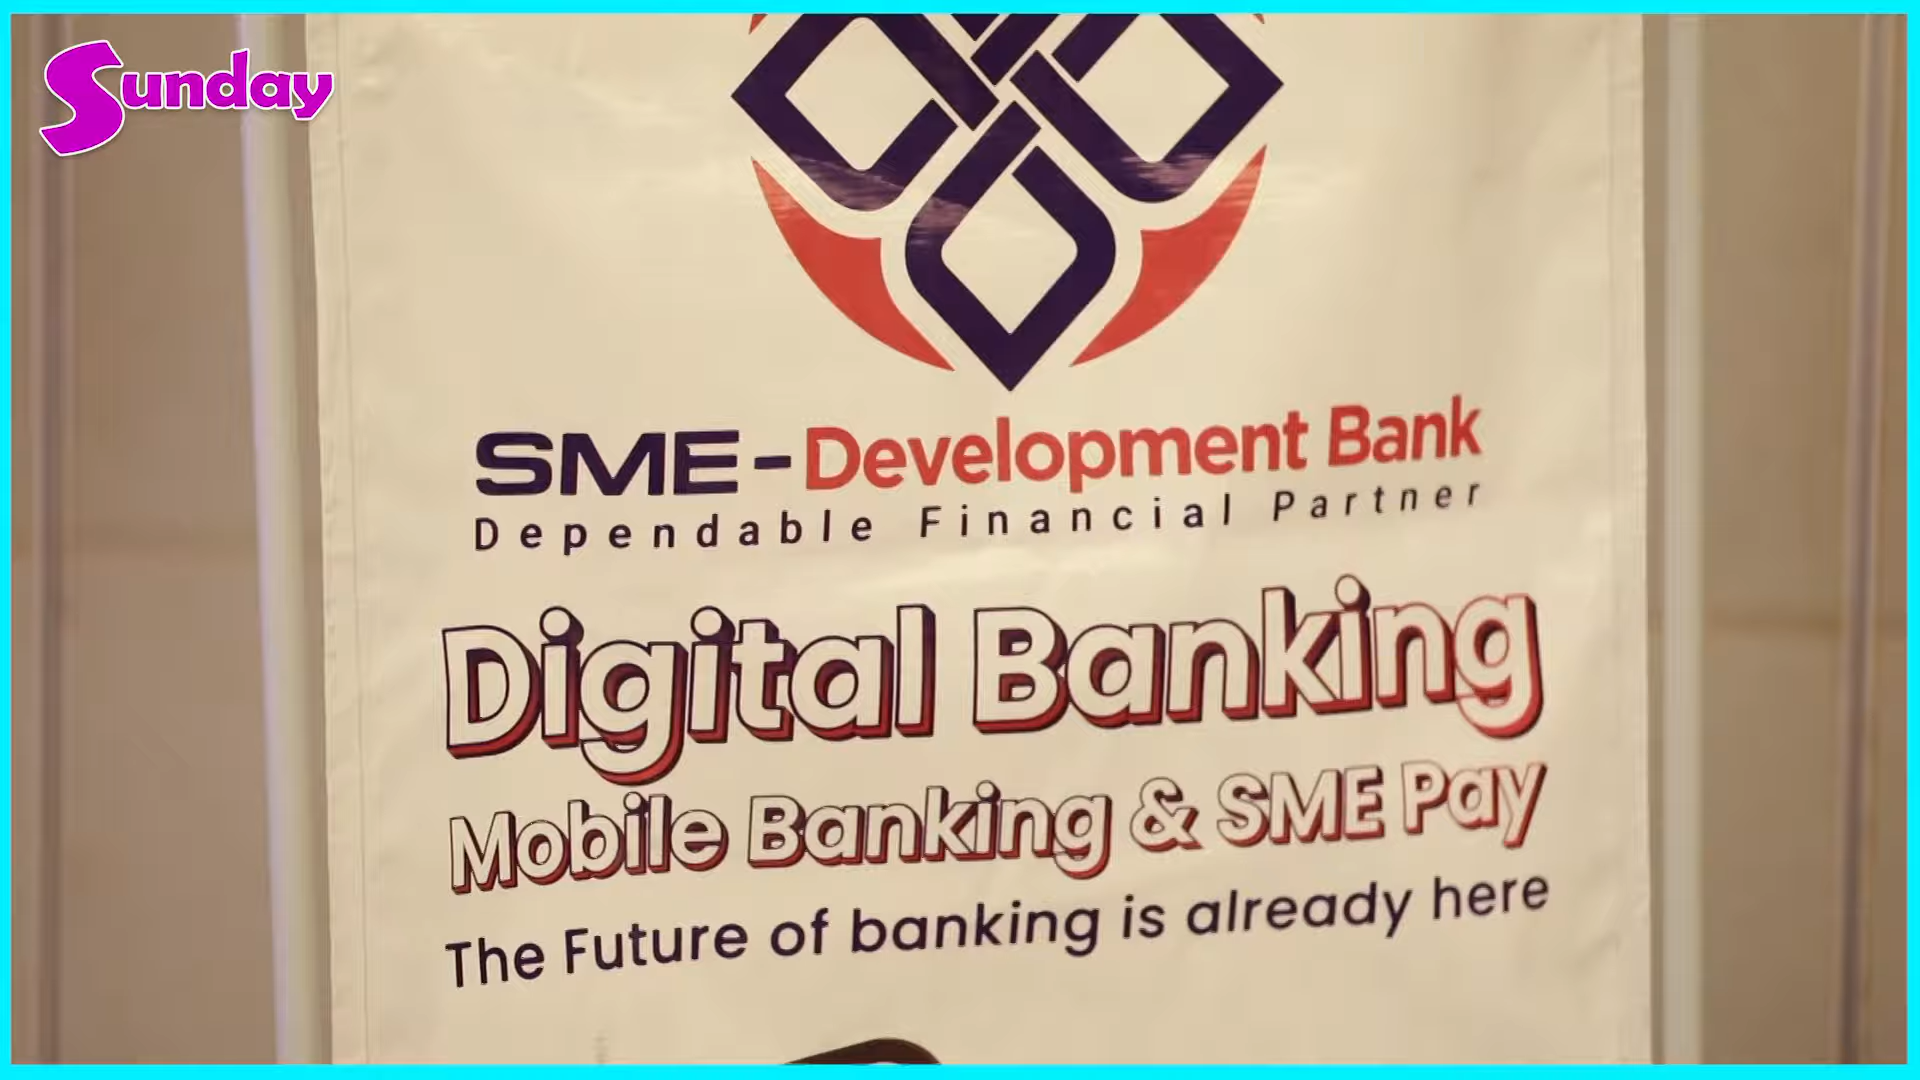 Sunday
SME-Development Bank
Dependable Financial Partner
Digital Banking
Mobile Banking & SME Pay
The Future of banking is already here